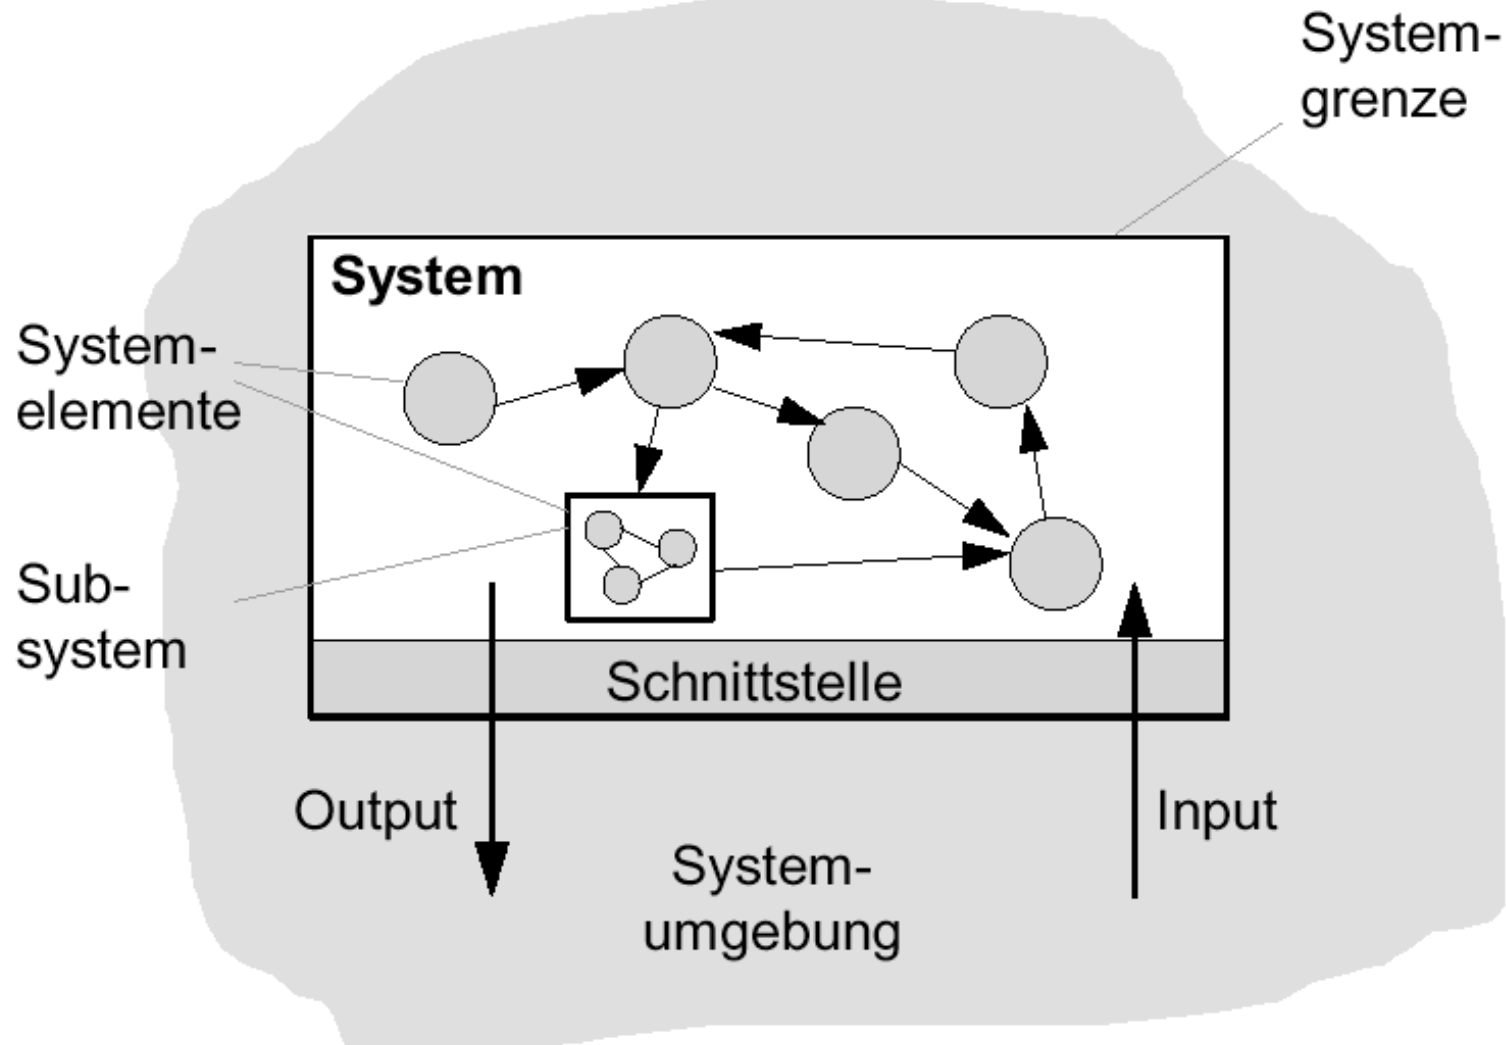 System-
grenze
System
System-
elemente
Sub-
system
Schnittstelle
Output
Input
System-
umgebung